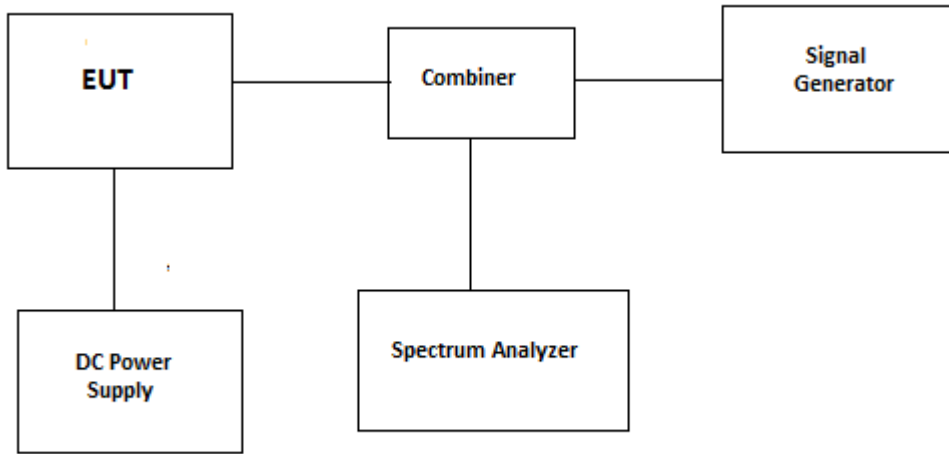 EUT
Combiner
Signal
Generator
DC Power
Supply
Spectrum Analyzer